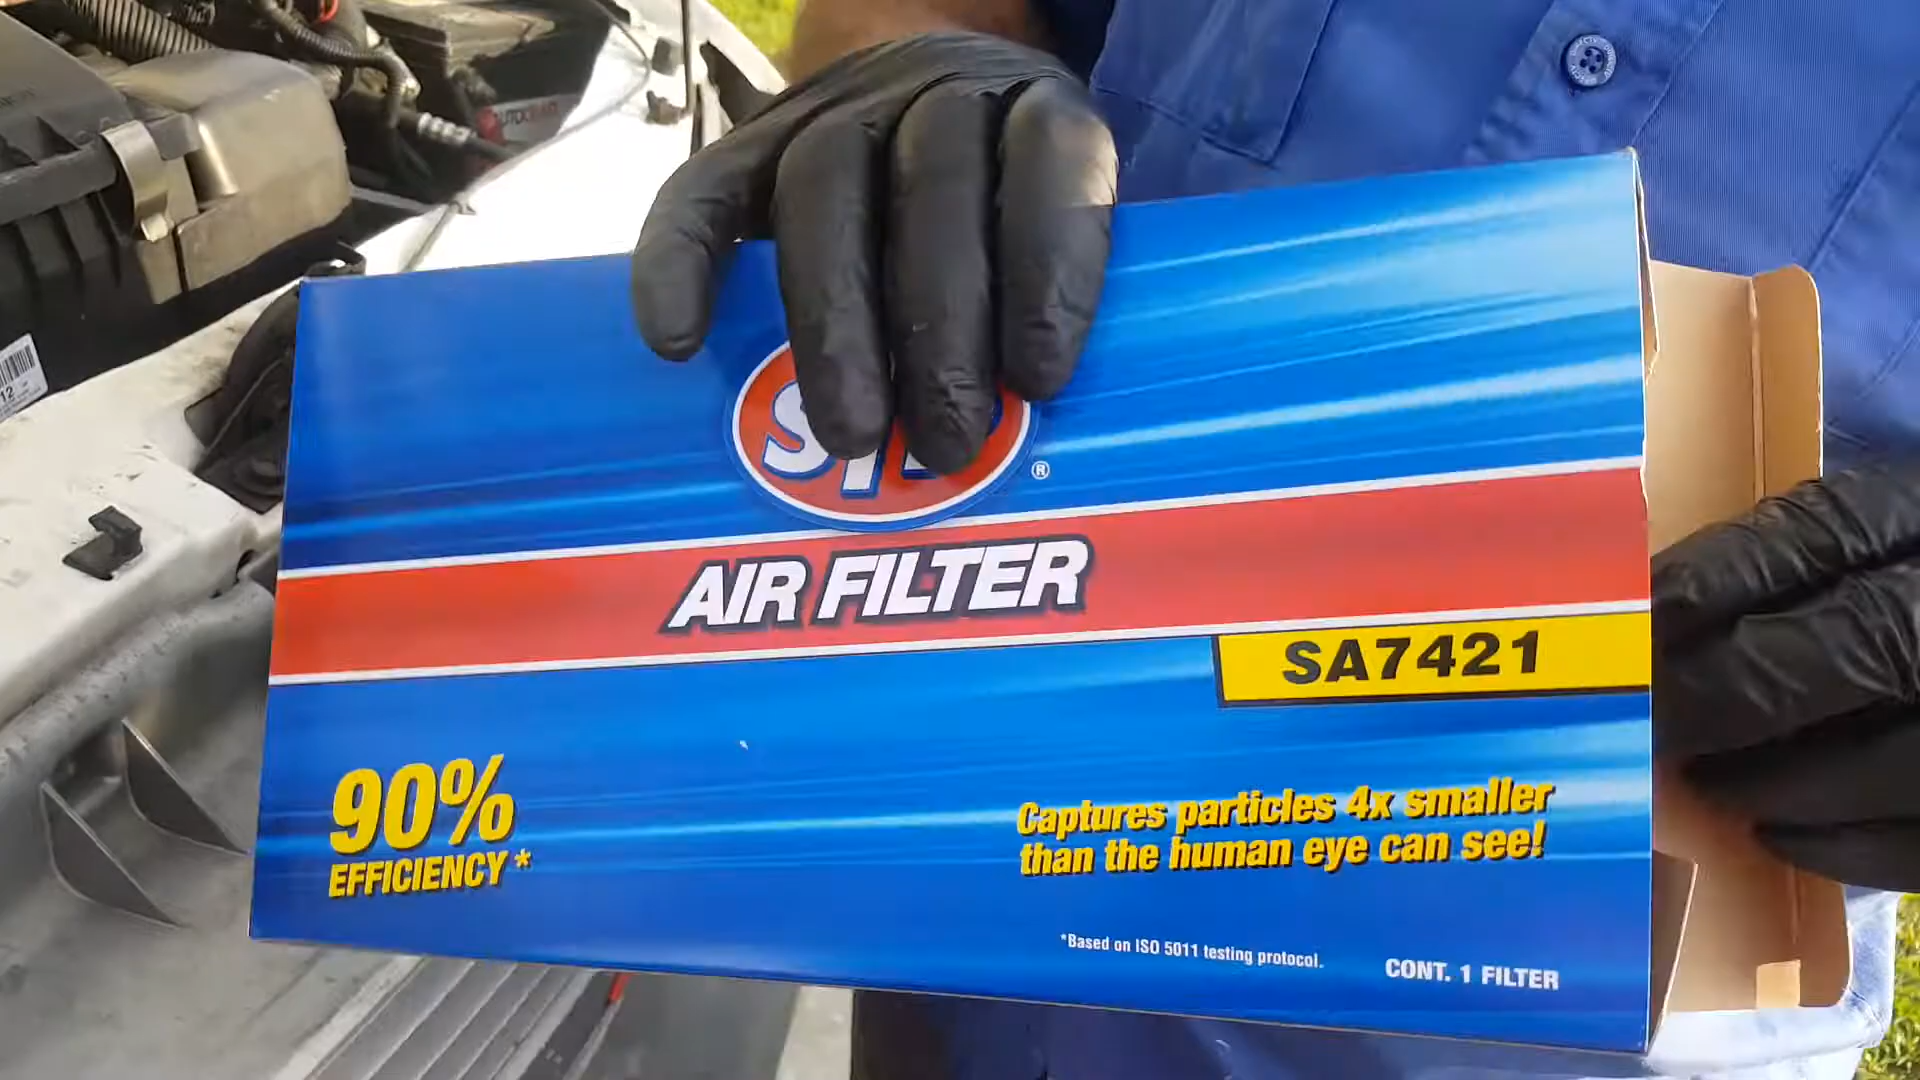 ®
AIR FILTER
SA7421
90%
EFFICIENCY*
Captures particles 4x smaller
than the human eye can see!
*Based on ISO 5011 testing protocol.
CONT. 1 FILTER
12